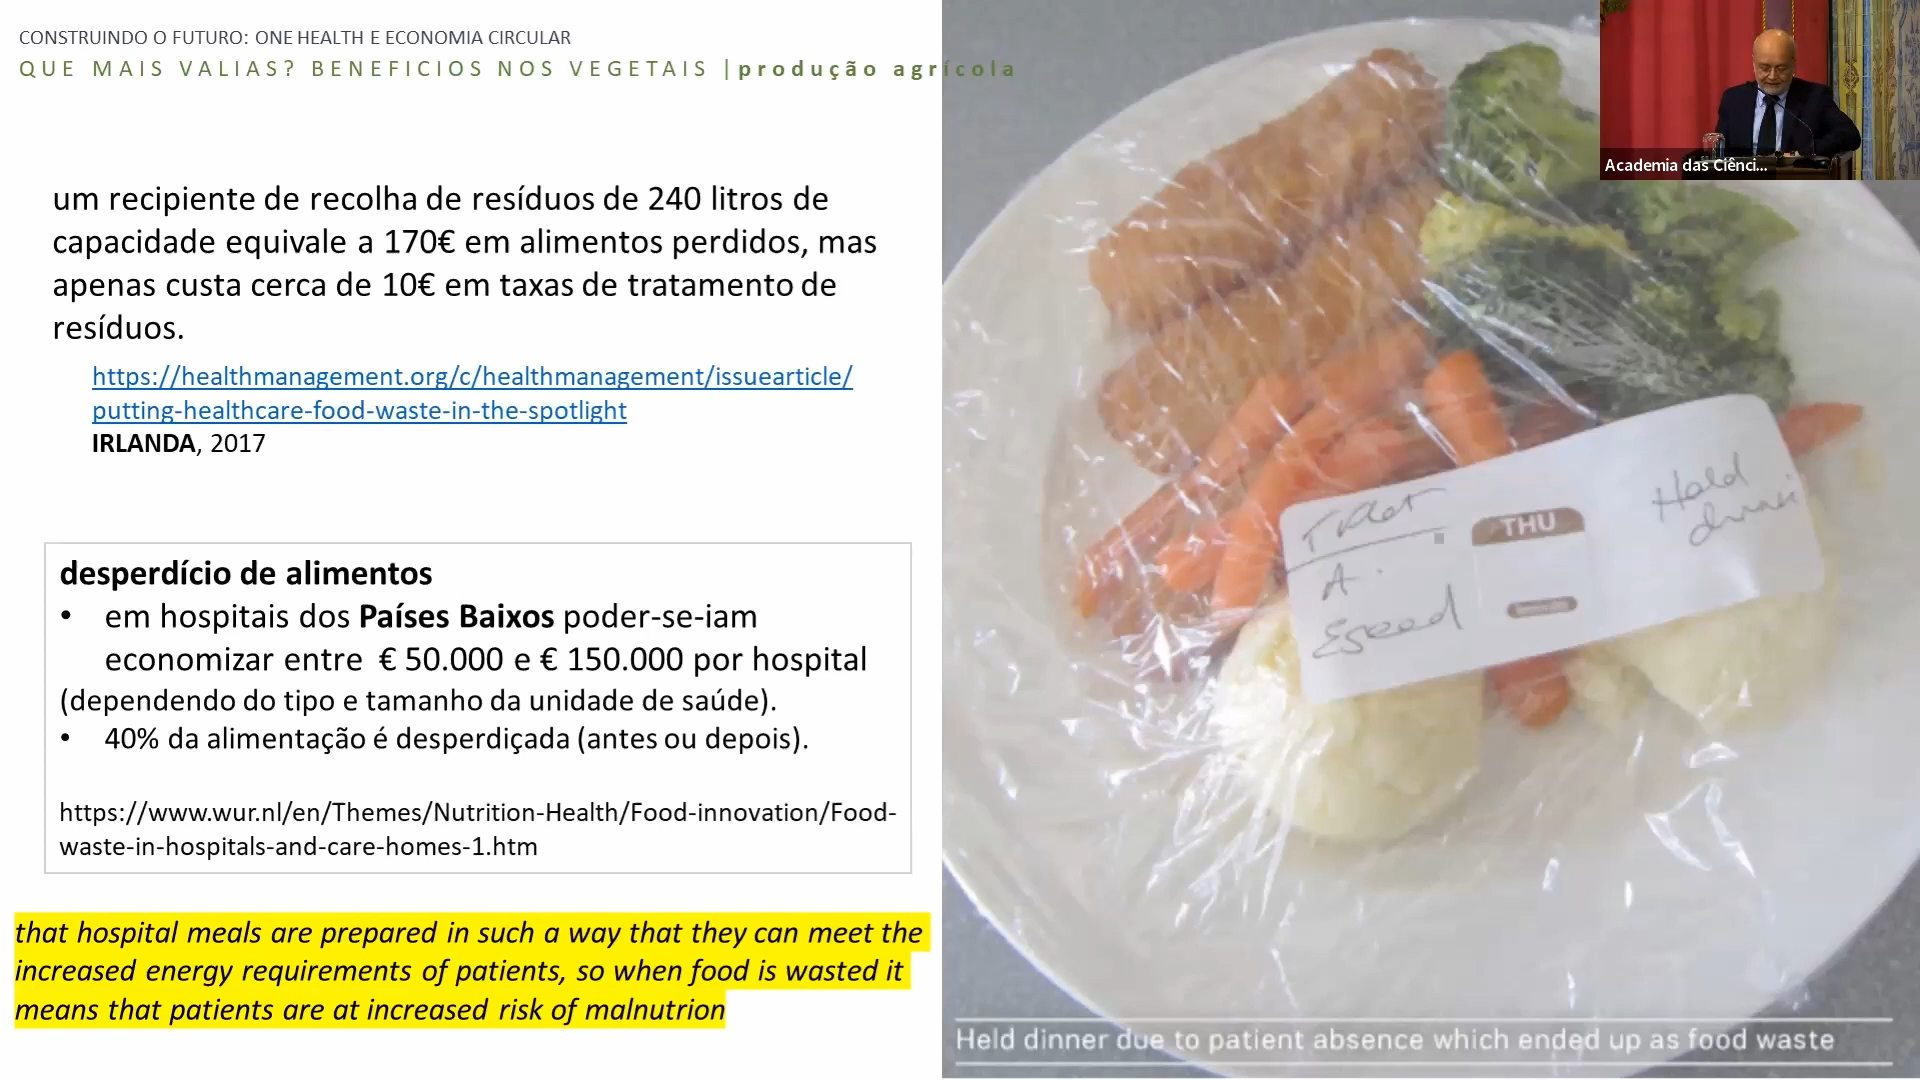 CONSTRUINDO O FUTURO: ONE HEALTH E ECONOMIA CIRCULAR
QUE MAIS VALIAS? BENEFICIOS NOS VEGETAIS |produção agrícola
um recipiente de recolha de resíduos de 240 litros de
capacidade equivale a 170€ em alimentos perdidos, mas
apenas custa cerca de 10€ em taxas de tratamento de
resíduos.
https://healthmanagement.org/c/healthmanagement/issuearticle/
putting-healthcare-food-waste-in-the-spotlight
IRLANDA, 2017
desperdício de alimentos
• em hospitais dos Países Baixos poder-se-iam
economizar entre € 50.000 e € 150.000 por hospital
(dependendo do tipo e tamanho da unidade de saúde).
• 40% da alimentação é desperdiçada (antes ou depois).
https://www.wur.nl/en/Themes/Nutrition-Health/Food-innovation/Food-
waste-in-hospitals-and-care-homes-1.htm
that hospital meals are prepared in such a way that they can meet the
increased energy requirements of patients, so when food is wasted it
means that patients are at increased risk of malnutrion
Academia das Ciênci...
THU
Hold
A.
Held dinner due to patient absence which ended up as food waste